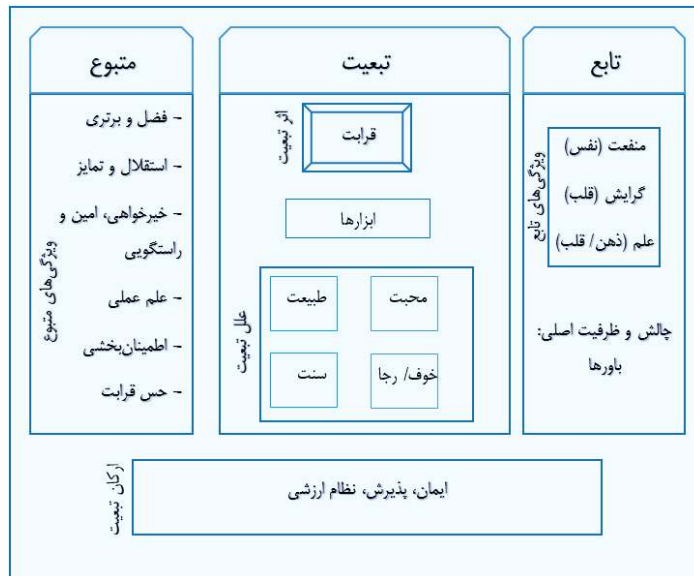 تابع
ویژگی‌های تابع
منفعت (نفس)
گرایش (قلب)
علم (ذهن/ قلب)
چالش و ظرفیت اصلی:
باورها
تبعیت
اثر تبعیت
قرابت
ابزارها
علل تبعیت
محبت
طبیعت
خوف/ رجا
سنت
متبوع
ویژگی‌های متبوع
- فضل و برتری
- استقلال و تمایز
- خیرخواهی، امین و
راستگویی
- علم عملی
- اطمینان‌بخشی
- حس قرابت
ارکان تبعیت
ایمان، پذیرش، نظام ارزشی